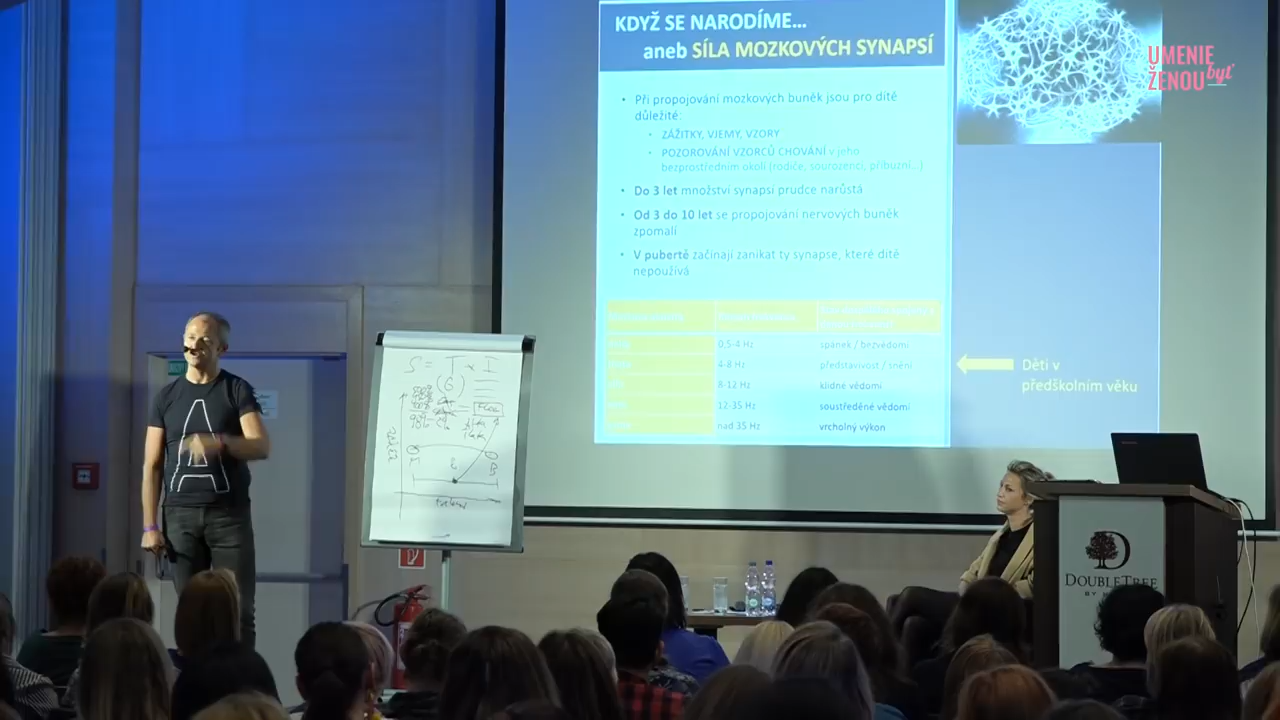 KDYŽ SE NARODÍME...
aneb SÍLA MOZKOVÝCH SYNAPSÍ
UMENIE
ŽENOU byť
• Při propojování mozkových buněk jsou pro dítě
důležité:
• ZÁŽITKY, VJEMY, VZORY
• POZOROVÁNÍ VZORCŮ CHOVÁNÍ v jeho
bezprostředním okolí (rodiče, sourozenci, příbuzní...)
• Do 3 let množství synapsí prudce narůstá
• Od 3 do 10 let se propojování nervových buněk
zpomalí
• V pubertě začínají zanikat ty synapse, které dítě
nepoužívá
0,5-4 Hz spánek / bezvědomí
4-8 Hz představivost / snění
8-12 Hz klidné vědomí
12-35 Hz soustředěné vědomí
nad 35 Hz vrcholný výkon
Děti v
předškolním věku
S = T x I
(G)
A
DOUBLETREE